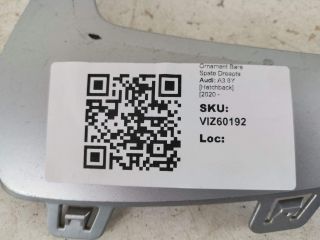 Ornament Bara
Spate Dreapta
Audi: A3 8Y
[Hatchback]
[2020 -
SKU:
VIZ60192
Loc: